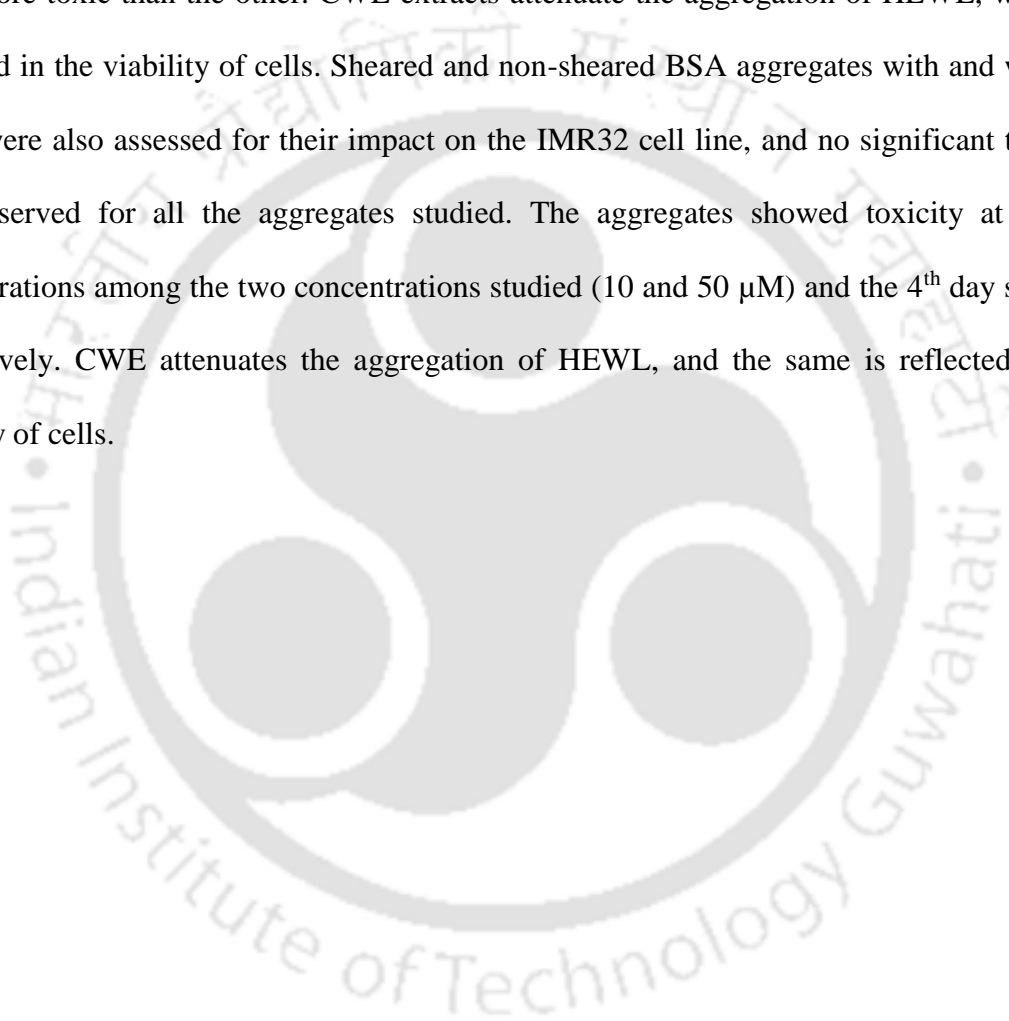 ore toxic than the other. CWE extracts attenuate the aggregation of HEWL, w
d in the viability of cells. Sheared and non-sheared BSA aggregates with and w
were also assessed for their impact on the IMR32 cell line, and no significant t
served for all the aggregates studied. The aggregates showed toxicity at
rations among the two concentrations studied (10 and 50 µM) and the 4th day s
vely. CWE attenuates the aggregation of HEWL, and the same is reflected
y of cells.
Indian Institute of Technology Guwahati